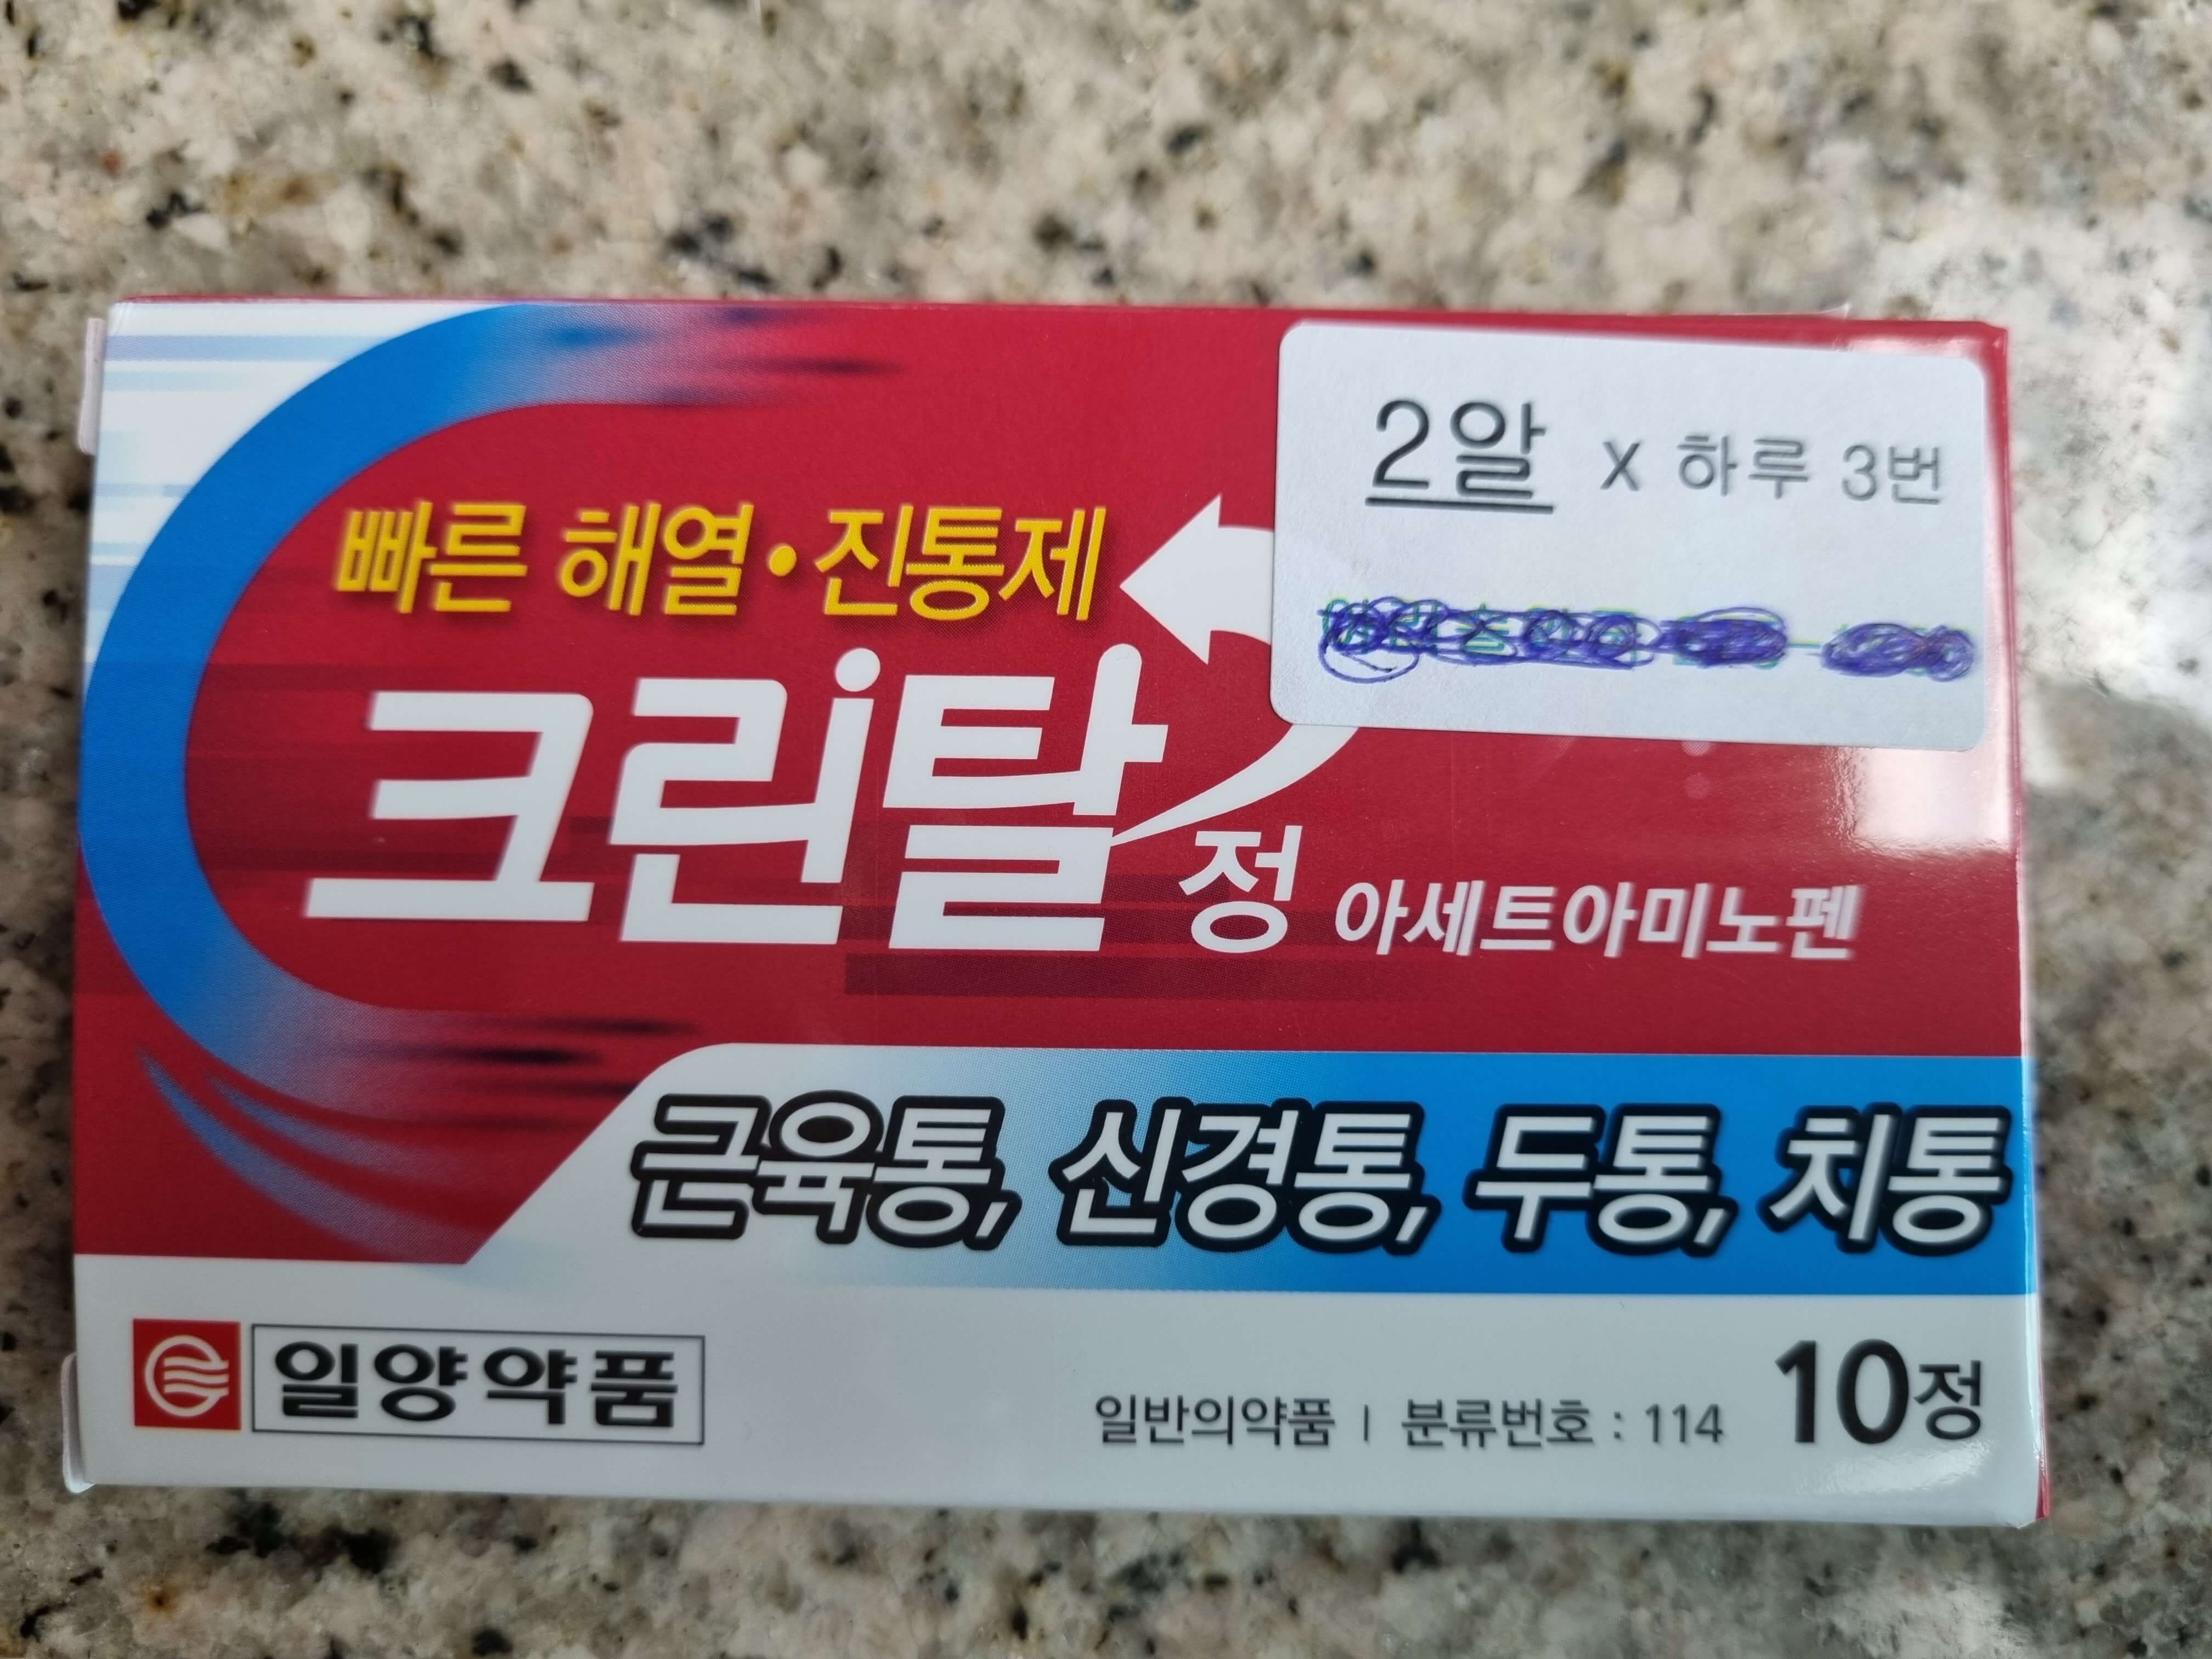 2알 x 하루 3번
빠른 해열·진통제
크린탈정 아세트아미노펜
근육통, 신경통, 두통, 치통
일양약품
일반의약품 | 분류번호 : 114 10정